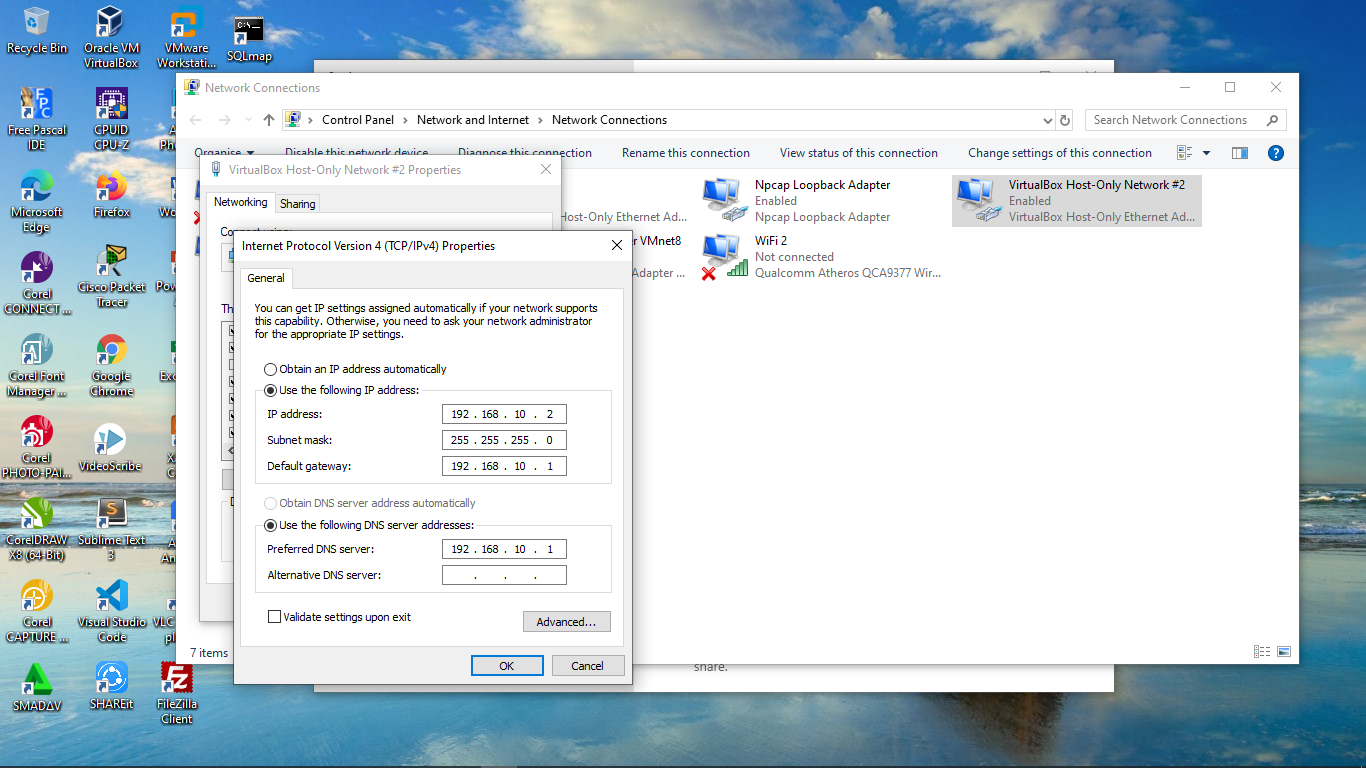 Recycle Bin
Oracle VM
VirtualBox
VMware
Workstati...
SQLmap
Free Pascal
IDE
CPUID
CPU-Z
Microsoft
Edge
Firefox
Corel
CONNECT ...
Cisco Packet
Tracer
Corel Font
Manager ...
Google
Chrome
Corel
PHOTO-PAI...
VideoScribe
CorelDRAW
X8 (64-Bit)
Sublime Text
3
Corel
CAPTURE ...
Visual Studio
Code
VLC
SMADΔV
SHAREit
FileZilla
Client
Network Connections
Control Panel
Network and Internet
Network Connections
Search Network Connections
Organise
Disable this network device
Diagnose this connection
Rename this connection
View status of this connection
Change settings of this connection
VirtualBox Host-Only Network #2 Properties
Networking
Sharing
Host-Only Ethernet Ad...
VMnet8
Adapter ...
Npcap Loopback Adapter
Enabled
Npcap Loopback Adapter
WiFi 2
Not connected
Qualcomm Atheros QCA9377 Wir...
VirtualBox Host-Only Network #2
Enabled
VirtualBox Host-Only Ethernet Ad...
Internet Protocol Version 4 (TCP/IPv4) Properties
General
You can get IP settings assigned automatically if your network supports
this capability. Otherwise, you need to ask your network administrator
for the appropriate IP settings.
Obtain an IP address automatically
Use the following IP address:
IP address:
192 . 168 . 10 . 2
Subnet mask:
255 . 255 . 255 . 0
Default gateway:
192 . 168 . 10 . 1
Obtain DNS server address automatically
Use the following DNS server addresses:
Preferred DNS server:
192 . 168 . 10 . 1
Alternative DNS server:
. . .
Validate settings upon exit
Advanced...
OK
Cancel
7 items
share.